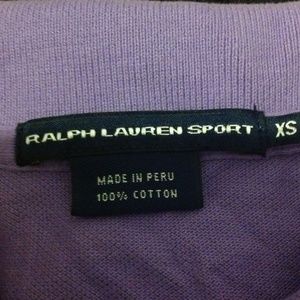 RALPH LAUREN SPORT XS
MADE IN PERU
100% COTTON